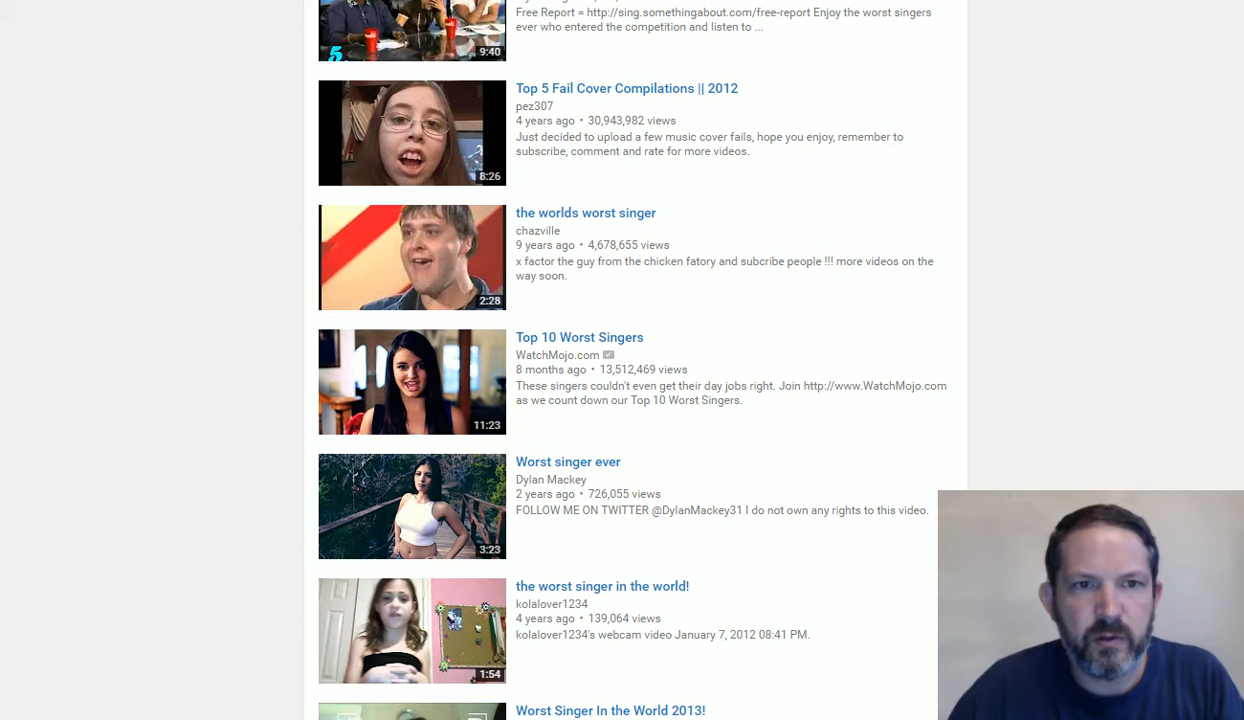 Free Report = http://sing.somethingabout.com/free-report Enjoy the worst singers
ever who entered the competition and listen to ...
5
9:40
Top 5 Fail Cover Compilations || 2012
pez307
4 years ago • 30,943,982 views
Just decided to upload a few music cover fails, hope you enjoy, remember to
subscribe, comment and rate for more videos.
8:26
the worlds worst singer
chazville
9 years ago • 4,678,655 views
x factor the guy from the chicken fatory and subcribe people !!! more videos on the
way soon.
2:28
Top 10 Worst Singers
WatchMojo.com
8 months ago • 13,512,469 views
These singers couldn't even get their day jobs right. Join http://www.WatchMojo.com
as we count down our Top 10 Worst Singers.
11:23
Worst singer ever
Dylan Mackey
2 years ago • 726,055 views
FOLLOW ME ON TWITTER @DylanMackey31 I do not own any rights to this video.
3:23
the worst singer in the world!
kolalover1234
4 years ago • 139,064 views
kolalover1234's webcam video January 7, 2012 08:41 PM.
1:54
Worst Singer In the World 2013!